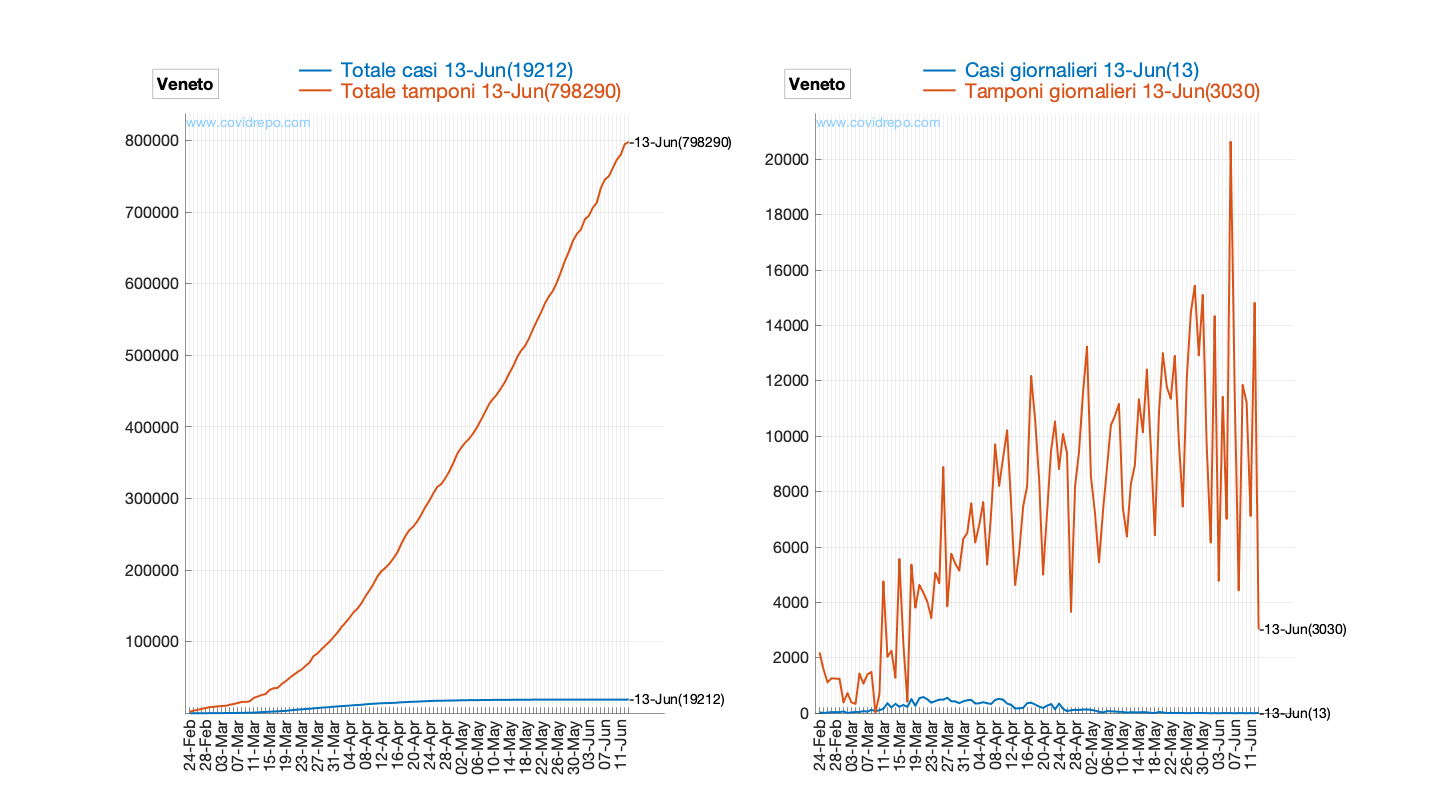 Veneto
Totale casi 13-Jun(19212)
Totale tamponi 13-Jun(798290)
www.covidrepo.com
800000
700000
600000
500000
400000
300000
200000
100000
-13-Jun(798290)
-13-Jun(19212)
24-Feb
28-Feb
03-Mar
07-Mar
11-Mar
15-Mar
19-Mar
23-Mar
27-Mar
31-Mar
04-Apr
08-Apr
12-Apr
16-Apr
20-Apr
24-Apr
28-Apr
02-May
06-May
10-May
14-May
18-May
22-May
26-May
30-May
03-Jun
07-Jun
11-Jun
Veneto
Casi giornalieri 13-Jun(13)
Tamponi giornalieri 13-Jun(3030)
www.covidrepo.com
20000
18000
16000
14000
12000
10000
8000
6000
4000
2000
0
-13-Jun(3030)
-13-Jun(13)
24-Feb
28-Feb
03-Mar
07-Mar
11-Mar
15-Mar
19-Mar
23-Mar
27-Mar
31-Mar
04-Apr
08-Apr
12-Apr
16-Apr
20-Apr
24-Apr
28-Apr
02-May
06-May
10-May
14-May
18-May
22-May
26-May
30-May
03-Jun
07-Jun
11-Jun